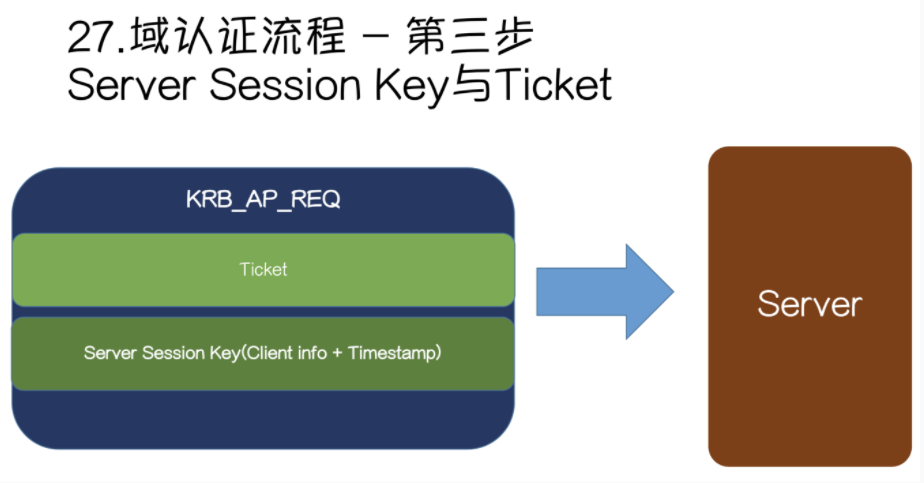 27.域认证流程 – 第三步
Server Session Key与Ticket
KRB_AP_REQ
Ticket
Server Session Key(Client info + Timestamp)
Server